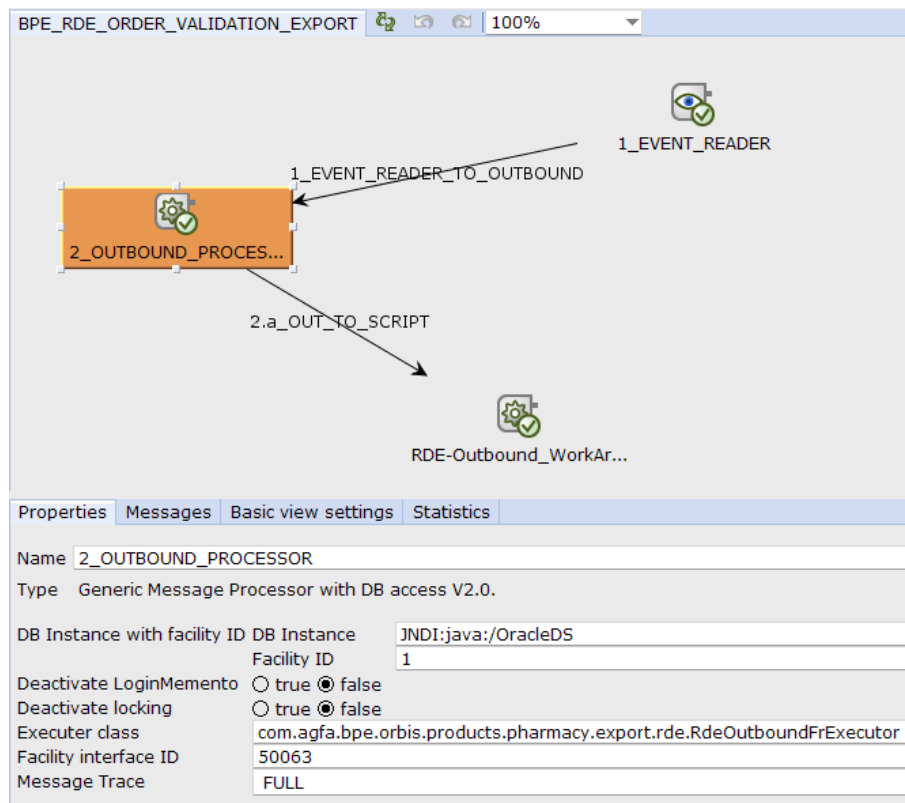 BPE_RDE_ORDER_VALIDATION_EXPORT 100%
1_EVENT_READER
1_EVENT_READER_TO_OUTBOUND
2_OUTBOUND_PROCES...
2.a_OUT_TO_SCRIPT
RDE-Outbound_WorkAr...
Properties Messages Basic view settings Statistics
Name 2_OUTBOUND_PROCESSOR
Type Generic Message Processor with DB access V2.0.
DB Instance with facility ID DB Instance JNDI:java:/OracleDS
Facility ID 1
Deactivate LoginMemento true false
Deactivate locking true false
Executer class com.agfa.bpe.orbis.products.pharmacy.export.rde.RdeOutboundFrExecutor
Facility interface ID 50063
Message Trace FULL